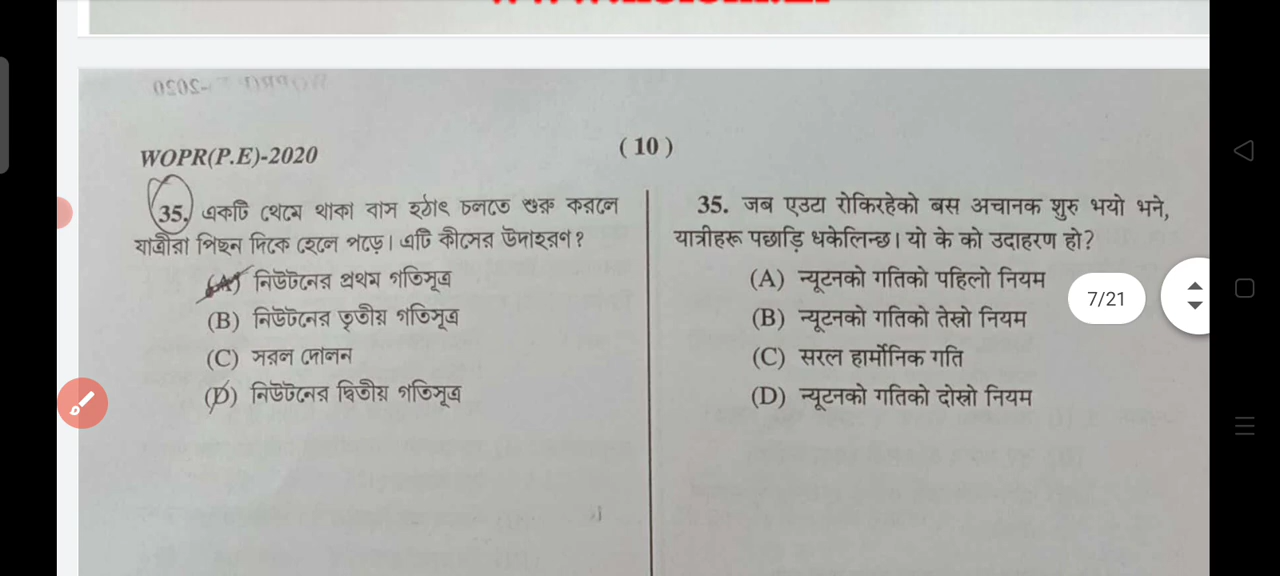 WOPR(P.E)-2020
( 10 )
35. একটি থেমে থাকা বাস হঠাৎ চলতে শুরু করলে
যাত্রীরা পিছন দিকে হেলে পড়ে। এটি কীসের উদাহরণ?
(A) নিউটনের প্রথম গতিসূত্র
(B) নিউটনের তৃতীয় গতিসূত্র
(C) সরল দোলন
(D) নিউটনের দ্বিতীয় গতিসূত্র
35. जब एउटा रोकिरहेको बस अचानक शुरु भयो भने,
यात्रीहरू पछाड़ि धकेलिन्छ। यो के को उदाहरण हो?
(A) न्यूटनको गतिको पहिलो नियम
(B) न्यूटनको गतिको तेस्रो नियम
(C) सरल हार्मोनिक गति
(D) न्यूटनको गतिको दोस्रो नियम
7/21